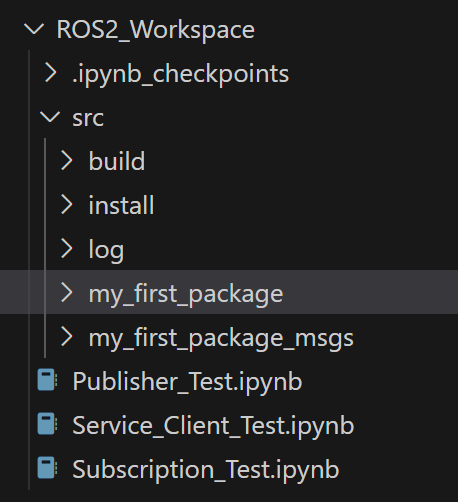 ROS2_Workspace
.ipynb_checkpoints
src
build
install
log
my_first_package
my_first_package_msgs
Publisher_Test.ipynb
Service_Client_Test.ipynb
Subscription_Test.ipynb